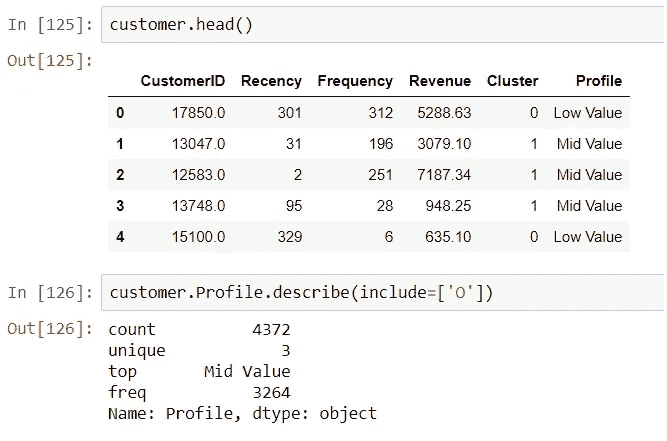 In [125]: customer.head()
Out[125]:
CustomerID Recency Frequency Revenue Cluster Profile
0 17850.0 301 312 5288.63 0 Low Value
1 13047.0 31 196 3079.10 1 Mid Value
2 12583.0 2 251 7187.34 1 Mid Value
3 13748.0 95 28 948.25 1 Mid Value
4 15100.0 329 6 635.10 0 Low Value
In [126]: customer.Profile.describe(include=['O'])
Out[126]: count 4372
unique 3
top Mid Value
freq 3264
Name: Profile, dtype: object